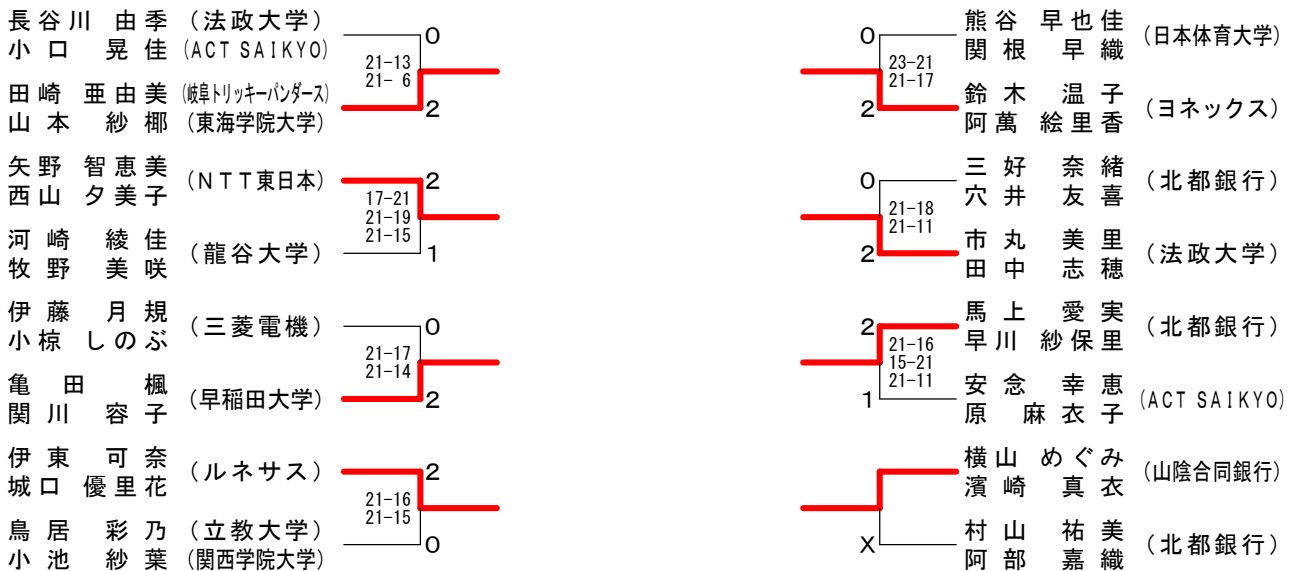 長谷川 由季 (法政大学)
小口 晃佳 (ACT SAIKYO)
0
21-13
21- 6
田崎 亜由美 (岐阜トリッキーパンダース)
山本 紗椰 (東海学院大学)
2
矢野 智恵美
西山 夕美子
(NTT東日本)
2
17-21
21-19
21-15
河崎 綾佳
牧野 美咲
(龍谷大学)
1
伊藤 月規
小椋 しのぶ
(三菱電機)
0
21-17
21-14
亀田 楓
関川 容子
(早稲田大学)
2
伊東 可奈
城口 優里花
(ルネサス)
2
21-16
21-15
鳥居 彩乃 (立教大学)
小池 紗葉 (関西学院大学)
0
0
熊谷 早也佳
関根 早織
(日本体育大学)
23-21
21-17
2
鈴木 温子
阿萬 絵里香
(ヨネックス)
0
三好 奈緒
穴井 友喜
(北都銀行)
21-18
21-11
2
市丸 美里
田中 志穂
(法政大学)
2
馬上 愛実
早川 紗保里
(北都銀行)
21-16
15-21
21-11
1
安念 幸恵
原 麻衣子
(ACT SAIKYO)
横山 めぐみ
濱崎 真衣
(山陰合同銀行)
X
村山 祐美
阿部 嘉織
(北都銀行)